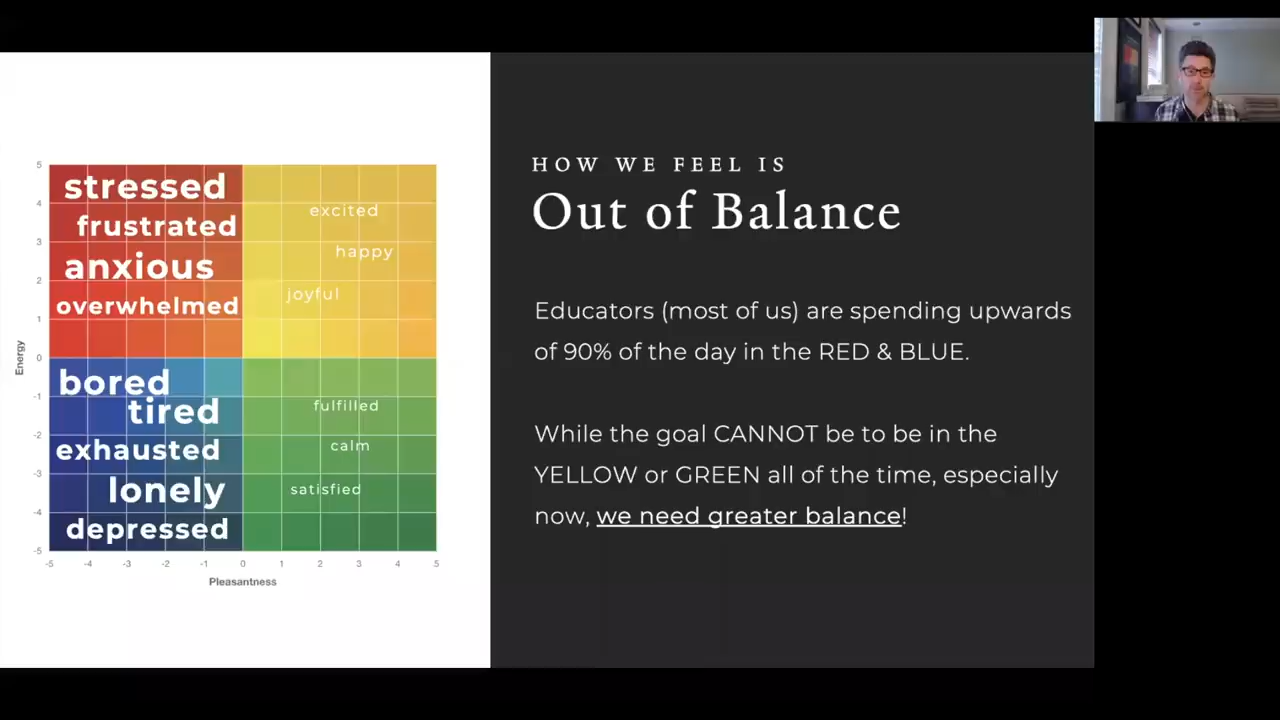 HOW WE FEEL IS
Out of Balance
Educators (most of us) are spending upwards
of 90% of the day in the RED & BLUE.
While the goal CANNOT be to be in the
YELLOW or GREEN all of the time, especially
now, we need greater balance!
5
4
3
2
1
0
-1
-2
-3
-4
-5
Energy
stressed
frustrated
anxious
overwhelmed
excited
happy
joyful
bored
tired
exhausted
lonely
depressed
fulfilled
calm
satisfied
-5 -4 -3 -2 -1 0 1 2 3 4 5
Pleasantness